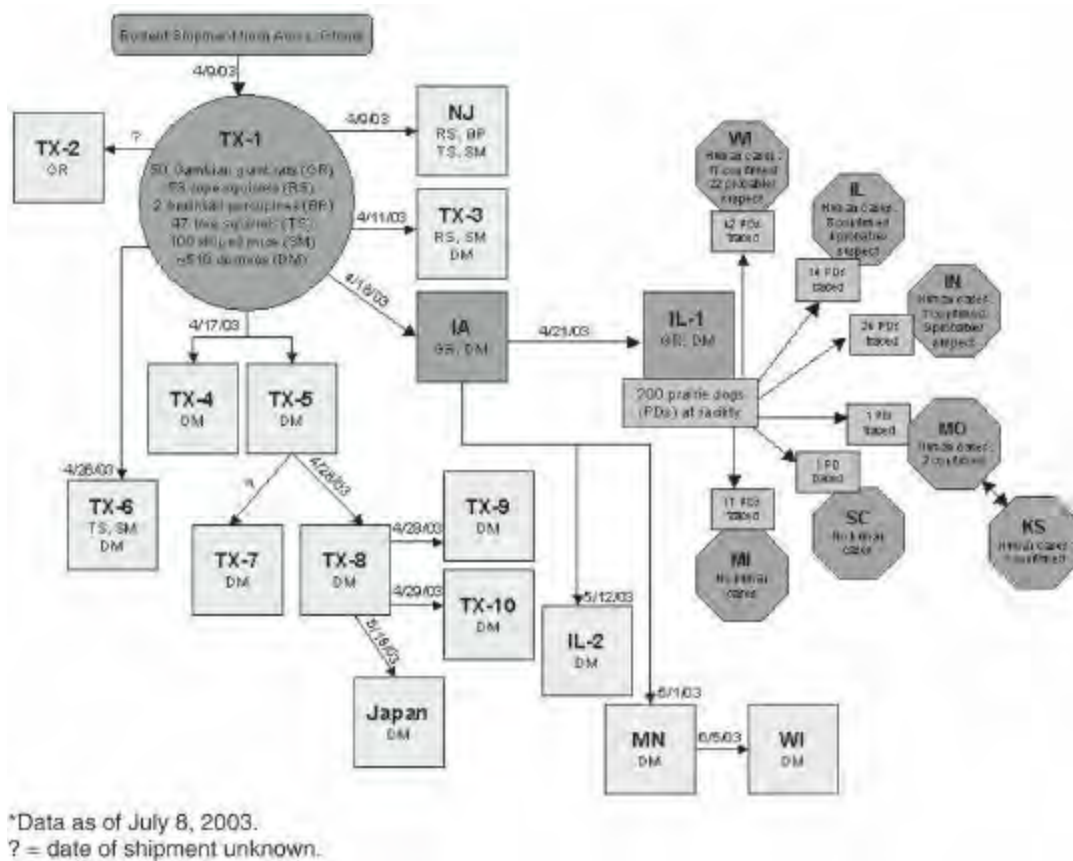 Rodent Shipment from Accra, Ghana
4/9/03
TX-1
50 Gambian giant rats (GR)
53 rope squirrels (RS)
2 brushtail porcupines (BP)
47 tree squirrels (TS)
100 striped mice (SM)
~510 dormice (DM)
?
TX-2
GR
4/9/03
NJ
RS, BP
TS, SM
4/11/03
TX-3
RS, SM
DM
4/18/03
IA
GR, DM
4/21/03
IL-1
GR, DM
200 prairie dogs
(PDs) at facility
4/17/03
TX-4
DM
TX-5
DM
4/26/03
TX-6
TS, SM
DM
?
TX-7
DM
4/28/03
TX-8
DM
4/28/03
TX-9
DM
4/29/03
TX-10
DM
5/19/03
Japan
DM
5/12/03
IL-2
DM
MN
DM
6/5/03
WI
DM
WI
Human cases:
probable/
suspect
PDs
traced
IL
Human cases:
confirmed
probable/
suspect
14 PDs
traced
IN
Human cases:
confirmed
probable/
suspect
PDs
traced
1 PD
traced
MO
Human cases:
2 confirmed
KS
Human cases:
1 confirmed
1 PD
traced
SC
No human
cases
PDs
traced
MI
No human
cases
*Data as of July 8, 2003.
? = date of shipment unknown.